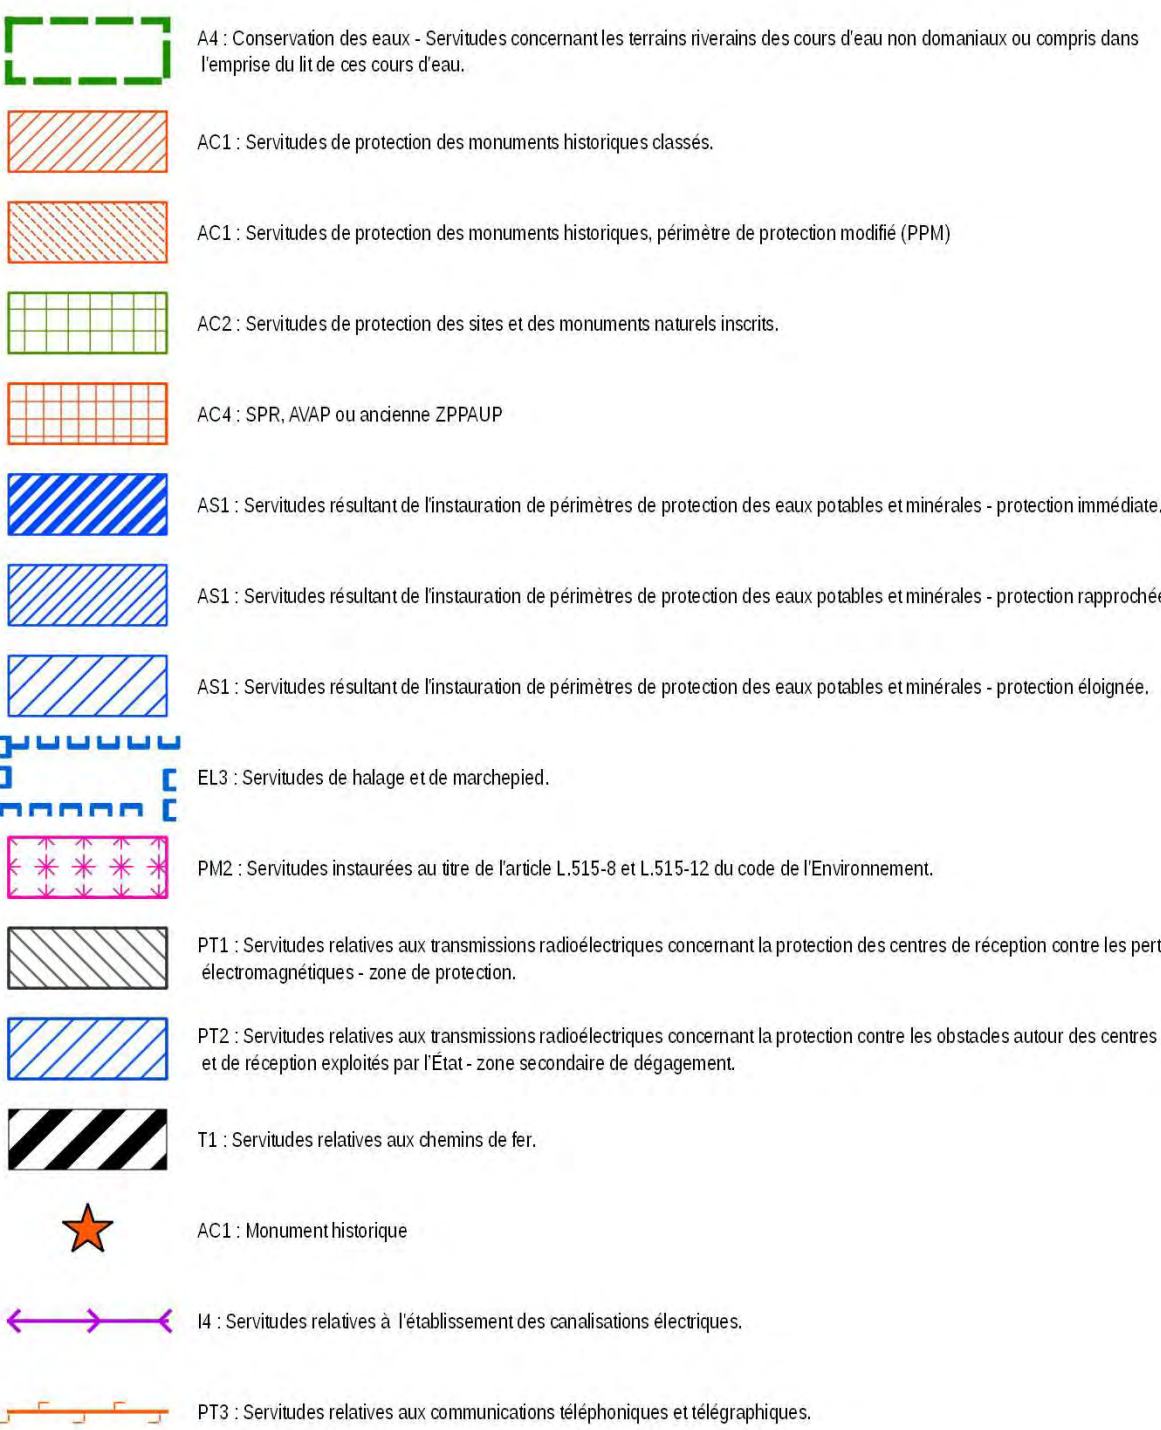 A4 : Conservation des eaux - Servitudes concernant les terrains riverains des cours d'eau non domaniaux ou compris dans
l'emprise du lit de ces cours d'eau.
AC1 : Servitudes de protection des monuments historiques classés.
AC1 : Servitudes de protection des monuments historiques, périmètre de protection modifié (PPM)
AC2 : Servitudes de protection des sites et des monuments naturels inscrits.
AC4 : SPR, AVAP ou ancienne ZPPAUP
AS1 : Servitudes résultant de l'instauration de périmètres de protection des eaux potables et minérales - protection immédiate.
AS1 : Servitudes résultant de l'instauration de périmètres de protection des eaux potables et minérales - protection rapprochée
AS1 : Servitudes résultant de l'instauration de périmètres de protection des eaux potables et minérales - protection éloignée.
EL3 : Servitudes de halage et de marchepied.
PM2 : Servitudes instaurées au titre de l'article L.515-8 et L.515-12 du code de l'Environnement.
PT1 : Servitudes relatives aux transmissions radioélectriques concernant la protection des centres de réception contre les pert
électromagnétiques - zone de protection.
PT2 : Servitudes relatives aux transmissions radioélectriques concernant la protection contre les obstacles autour des centres
et de réception exploités par l'État - zone secondaire de dégagement.
T1 : Servitudes relatives aux chemins de fer.
AC1 : Monument historique
I4 : Servitudes relatives à l'établissement des canalisations électriques.
PT3 : Servitudes relatives aux communications téléphoniques et télégraphiques.